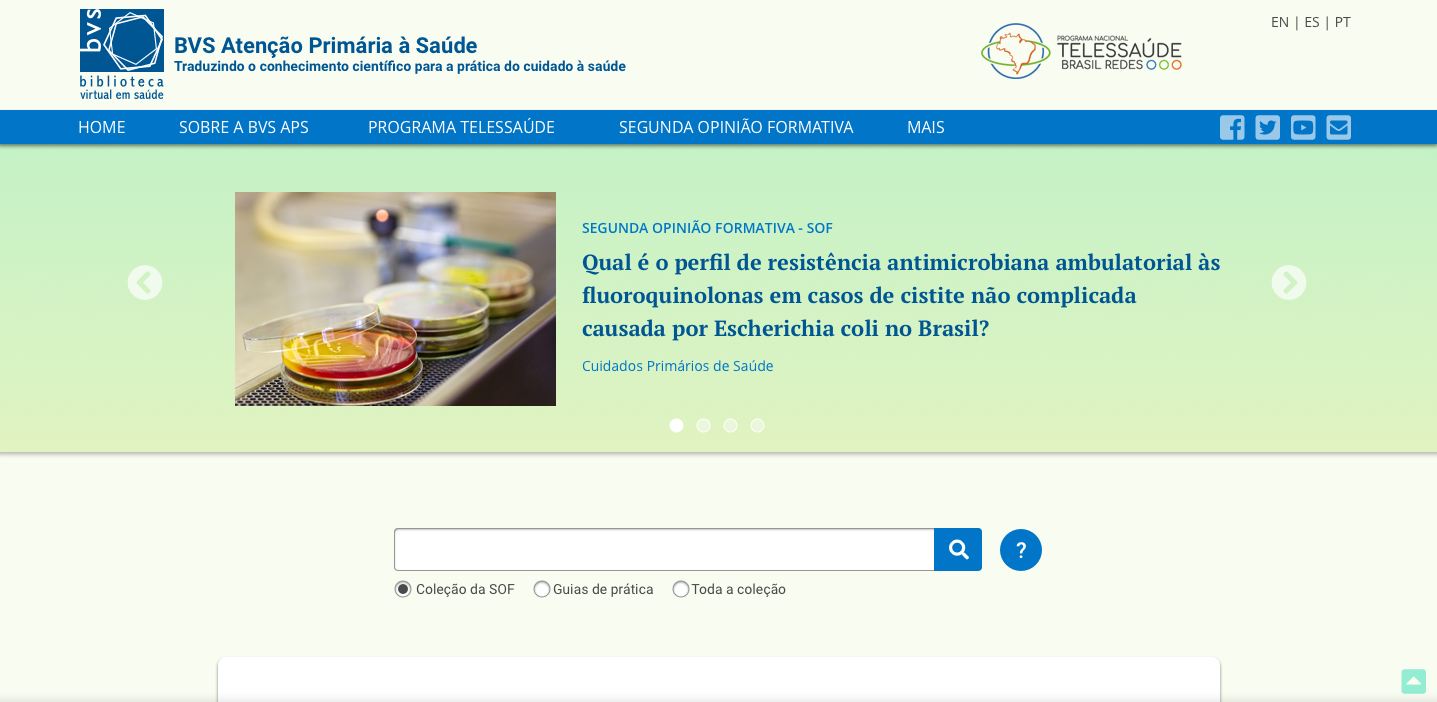 bvs
biblioteca
virtual em saúde
BVS Atenção Primária à Saúde
Traduzindo o conhecimento científico para a prática do cuidado à saúde
PROGRAMA NACIONAL
TELESSAÚDE
BRASIL REDES
EN | ES | PT
HOME SOBRE A BVS APS PROGRAMA TELESSAÚDE SEGUNDA OPINIÃO FORMATIVA MAIS
SEGUNDA OPINIÃO FORMATIVA - SOF
Qual é o perfil de resistência antimicrobiana ambulatorial às
fluoroquinolonas em casos de cistite não complicada
causada por Escherichia coli no Brasil?
Cuidados Primários de Saúde
?
Coleção da SOF Guias de prática Toda a coleção